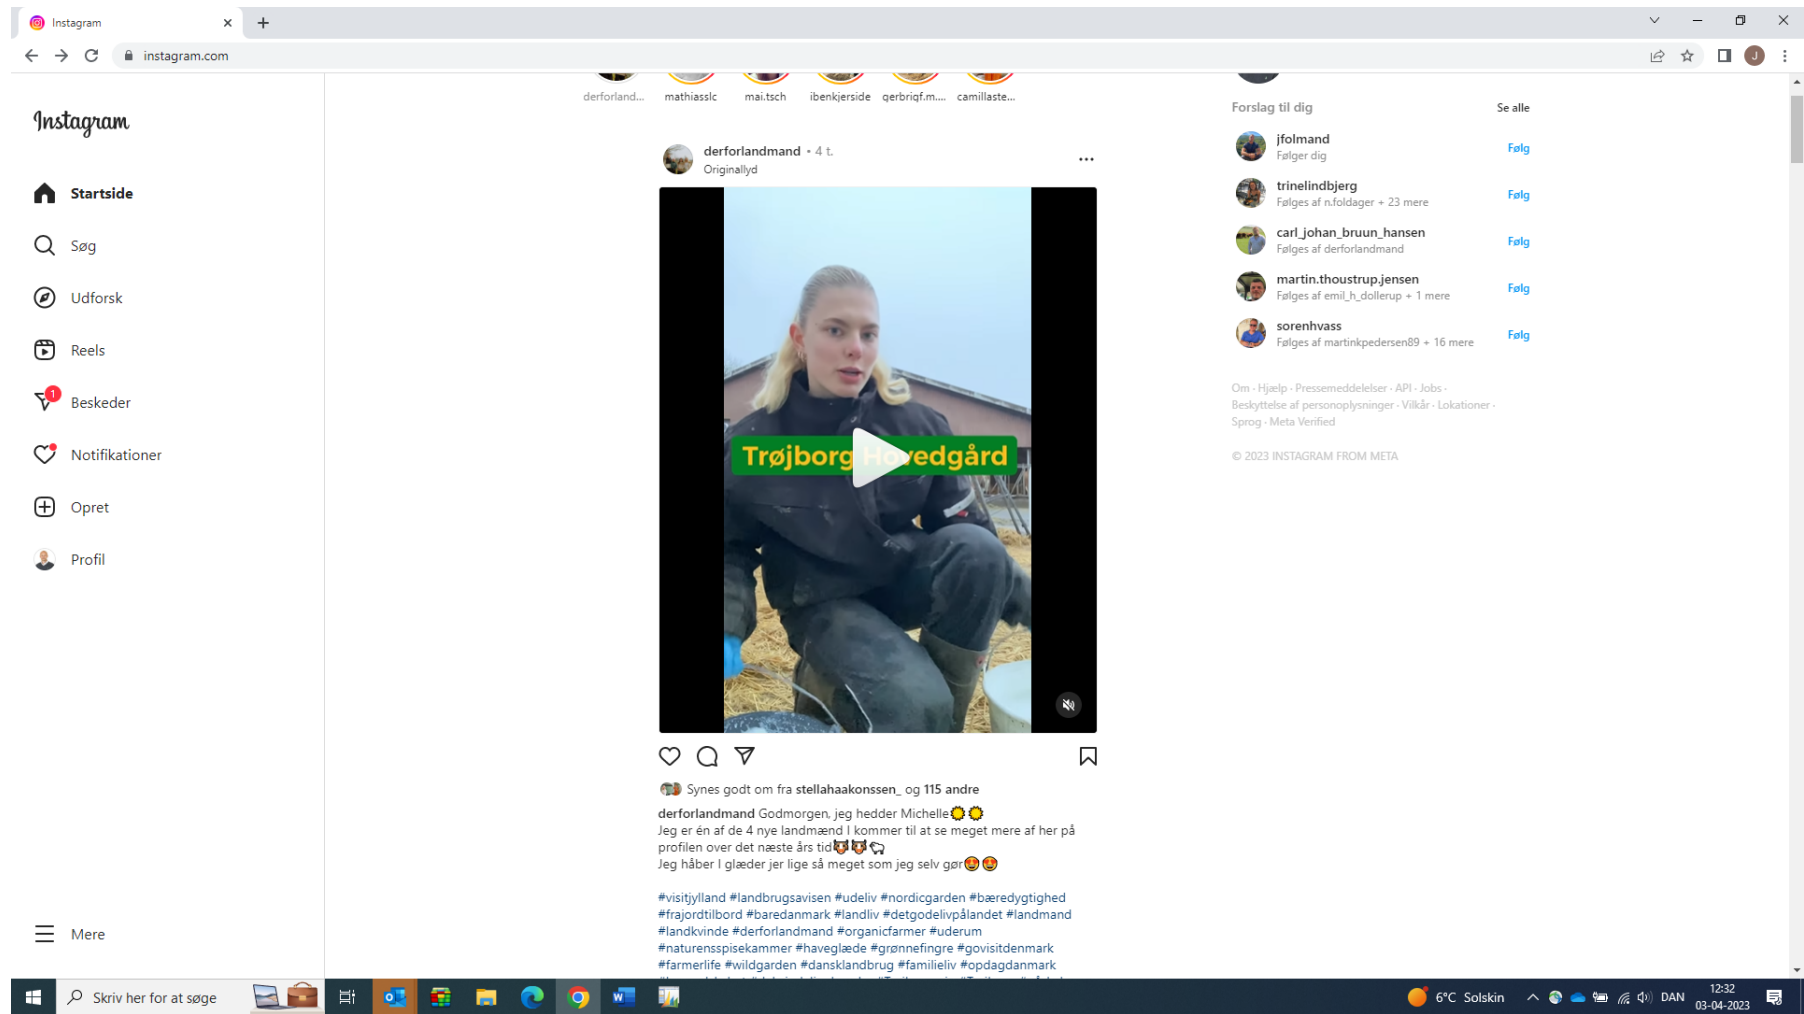 Instagram
instagram.com
derforland...
mathiasslc
mai.tsch
ibenkjerside
camillaste...
Instagram
Startside
Søg
Udforsk
Reels
1
Beskeder
Notifikationer
Opret
Profil
Mere
derforlandmand • 4 t.
Originallyd
Trøjborg Hovedgård
Synes godt om fra stellahaakonssen_ og 115 andre
derforlandmand Godmorgen, jeg hedder Michelle
Jeg er én af de 4 nye landmænd I kommer til at se meget mere af her på
profilen over det næste års tid
Jeg håber I glæder jer lige så meget som jeg selv gør
#visitjylland #landbrugsavisen #udeliv #nordicgarden #bæredygtighed
#frajordtilbord #baredanmark #landliv #detgodelivpålandet #landmand
#landkvinde #derforlandmand #organicfarmer #uderum
#naturensspisekammer #haveglæde #grønnefingre #govisitdenmark
#farmerlife #wildgarden #dansklandbrug #familieliv #opdagdanmark
Forslag til dig
Se alle
jfolmand
Følger dig
Følg
trinelindbjerg
Følges af n.foldager + 23 mere
Følg
carl_johan_bruun_hansen
Følges af derforlandmand
Følg
martin.thoustrup.jensen
Følges af emil_h_dollerup + 1 mere
Følg
sorenhvass
Følges af martinkpedersen89 + 16 mere
Følg
Om · Hjælp · Pressemeddelelser · API · Jobs ·
Beskyttelse af personoplysninger · Vilkår · Lokationer ·
Sprog · Meta Verified
© 2023 INSTAGRAM FROM META
J
Skriv her for at søge
6°C Solskin
DAN
12:32
03-04-2023